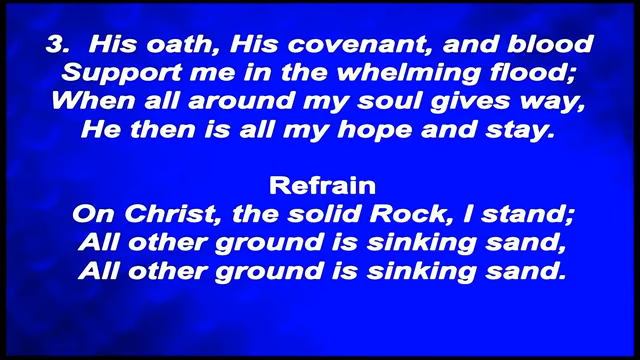 3. His oath, His covenant, and blood
Support me in the whelming flood;
When all around my soul gives way,
He then is all my hope and stay.
Refrain
On Christ, the solid Rock, I stand;
All other ground is sinking sand,
All other ground is sinking sand.